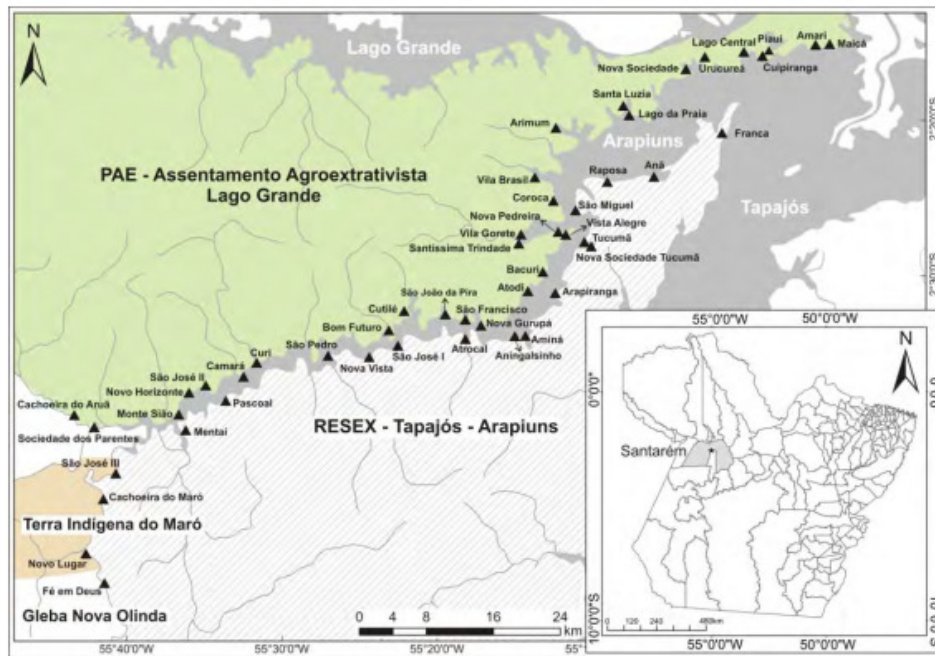 N
Lago Grande
Lago Central
Piauí
Amari
Maicá
Nova Sociedade
Urucureá
Cuipiranga
Santa Luzia
Lago da Praia
2°20'S
Arimum
Arapiuns
Franca
PAE - Assentamento Agroextrativista
Lago Grande
Vila Brasil
Raposa
Anã
Coroca
São Miguel
Tapajós
Nova Pedreira
Vista Alegre
Vila Gorete
Tucumã
Santíssima Trindade
Nova Sociedade Tucumã
Bacuri
2°30'S
Atodi
Arapiranga
São João da Pira
Cutilé
São Francisco
Nova Gurupá
Bom Futuro
Aminá
São Pedro
Atrocal
Aningalsinho
Curi
São José I
Nova Vista
Camará
São José II
Novo Horizonte
Pascoal
Cachoeira do Aruã
Monte Sião
RESEX - Tapajós - Arapiuns
Sociedade dos Parentes
Mentai
São José III
Cachoeira do Maró
Terra Indígena do Maró
Novo Lugar
Fé em Deus
Gleba Nova Olinda
0 4 8 16 24
km
55°40'0"W 55°30'0"W 55°20'0"W
55°0'0"W 50°0'0"W
N
0°0'0"
Santarém
10°0'0"S
0 60 120 240 360
55°0'0"W 50°0'0"W